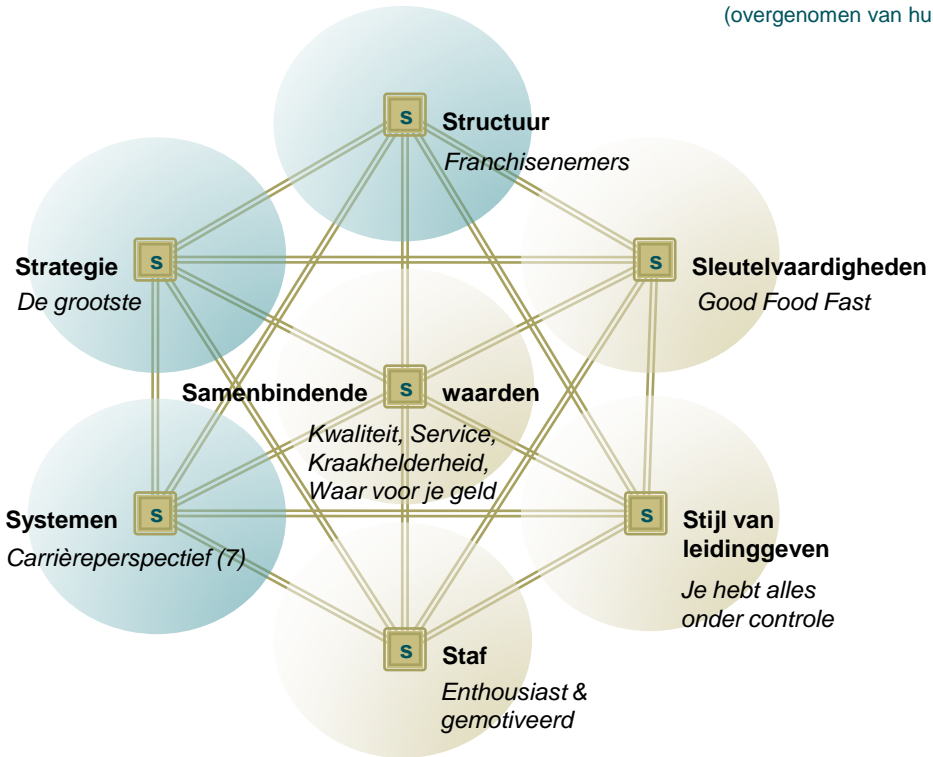 (overgenomen van hu
s
Structuur
Franchisenemers
s
Strategie
De grootste
s
Sleutelvaardigheden
Good Food Fast
Samenbindende s waarden
Kwaliteit, Service,
Kraakhelderheid,
Waar voor je geld
s
Systemen
Carrièreperspectief (7)
s
Stijl van
leidinggeven
Je hebt alles
onder controle
s
Staf
Enthousiast &
gemotiveerd